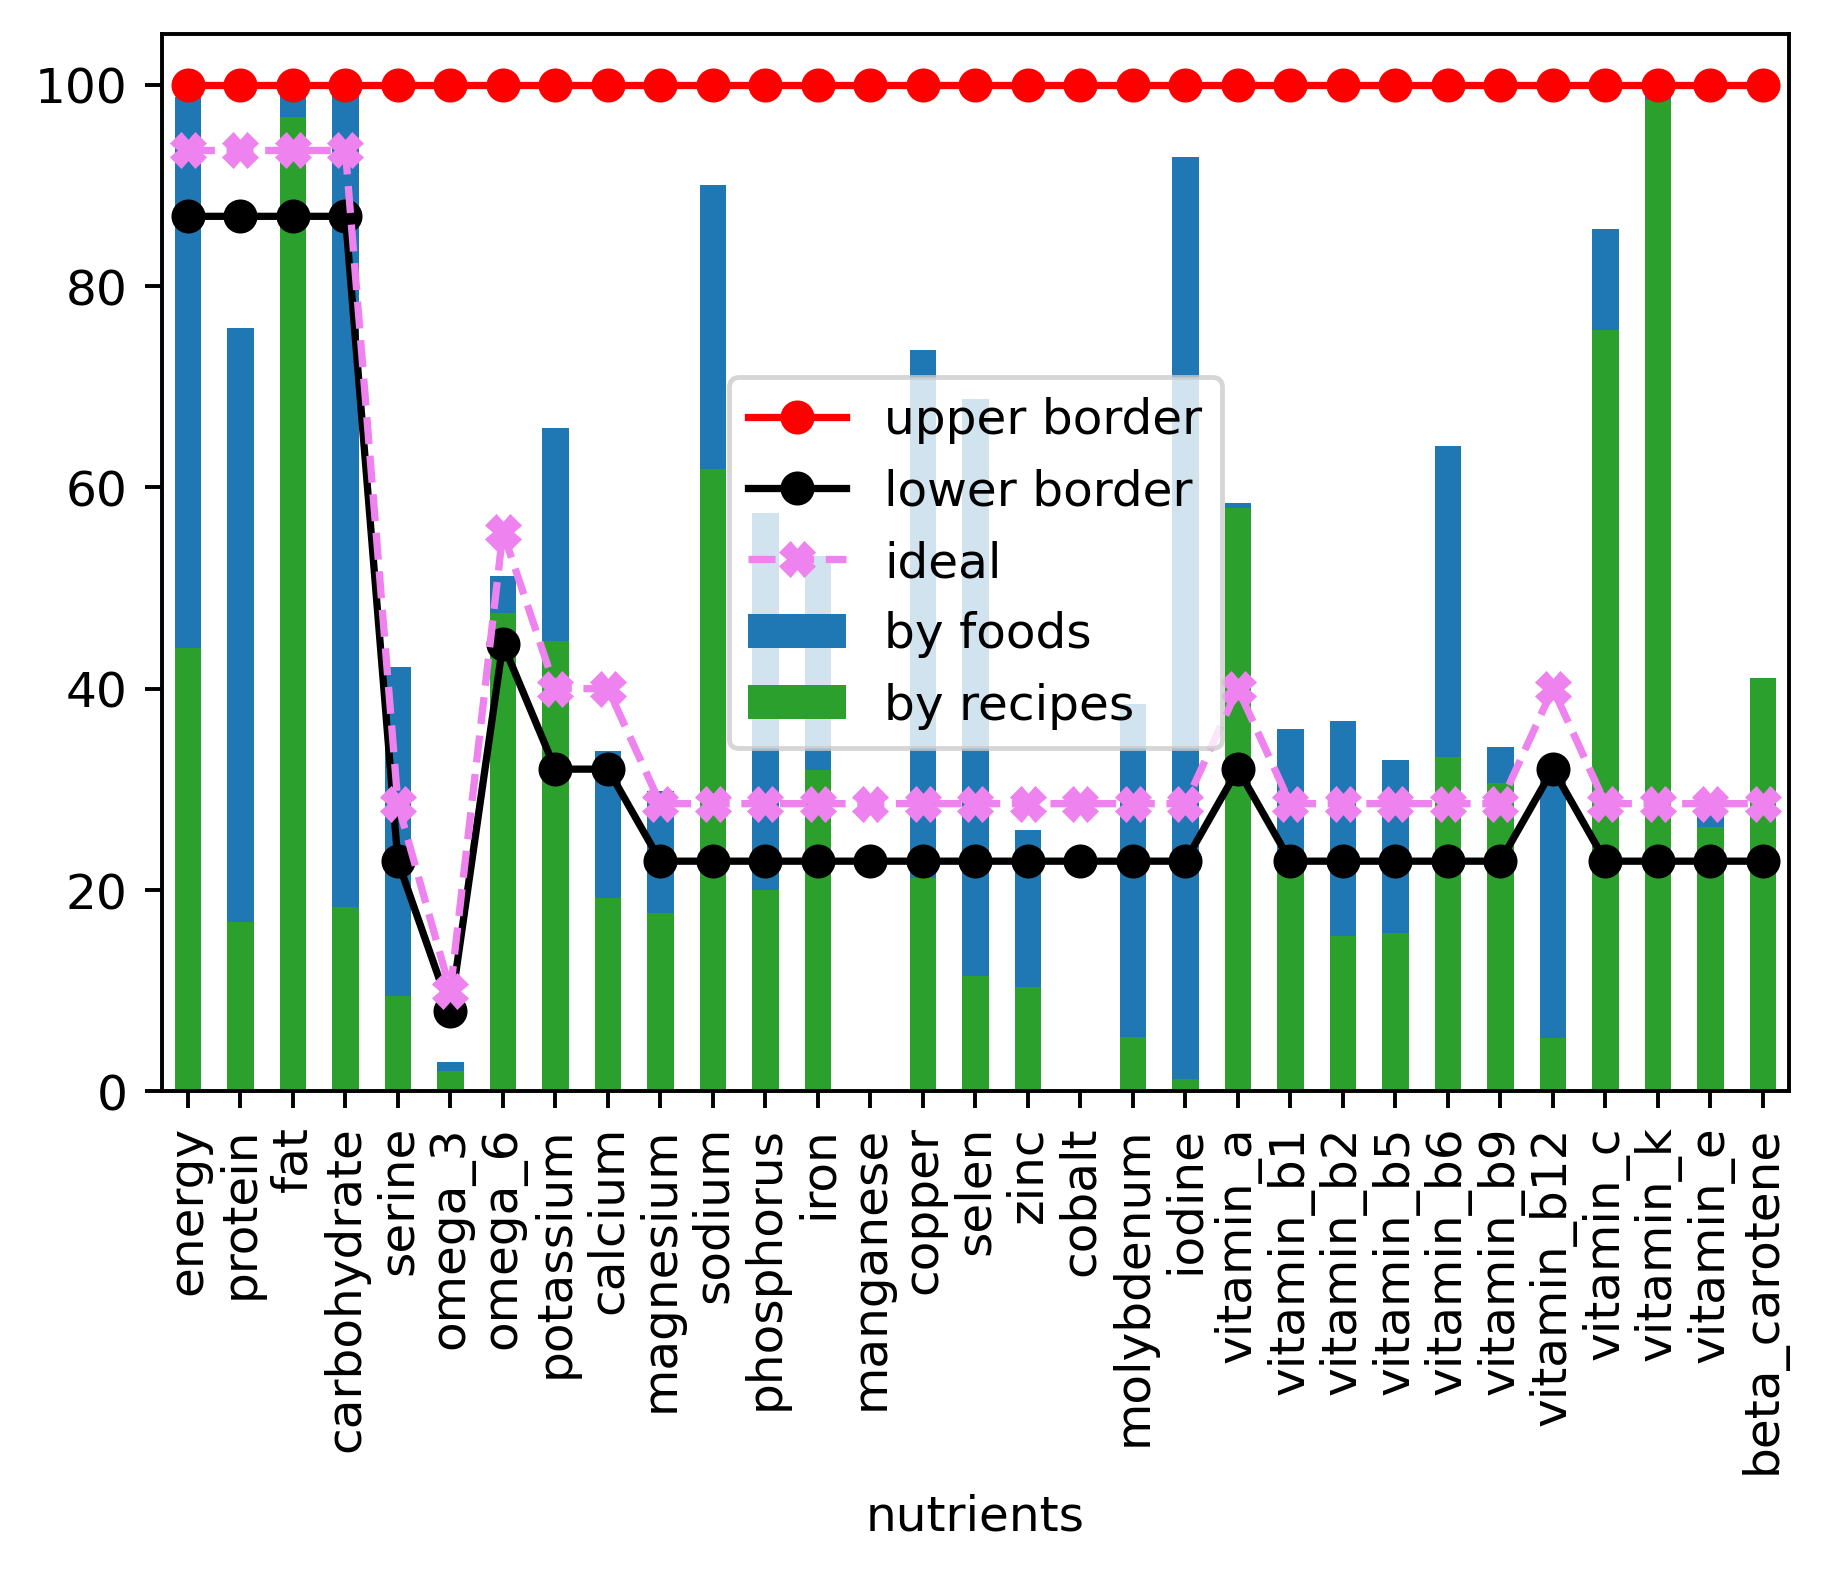 100
80
60
40
20
0
upper border
lower border
ideal
by foods
by recipes
energy
protein
fat
carbohydrate
serine
omega_3
omega_6
potassium
calcium
magnesium
sodium
phosphorus
iron
manganese
copper
selen
zinc
cobalt
molybdenum
iodine
vitamin_a
vitamin_b1
vitamin_b2
vitamin_b5
vitamin_b6
vitamin_b9
vitamin_b12
vitamin_c
vitamin_k
vitamin_e
beta_carotene
nutrients